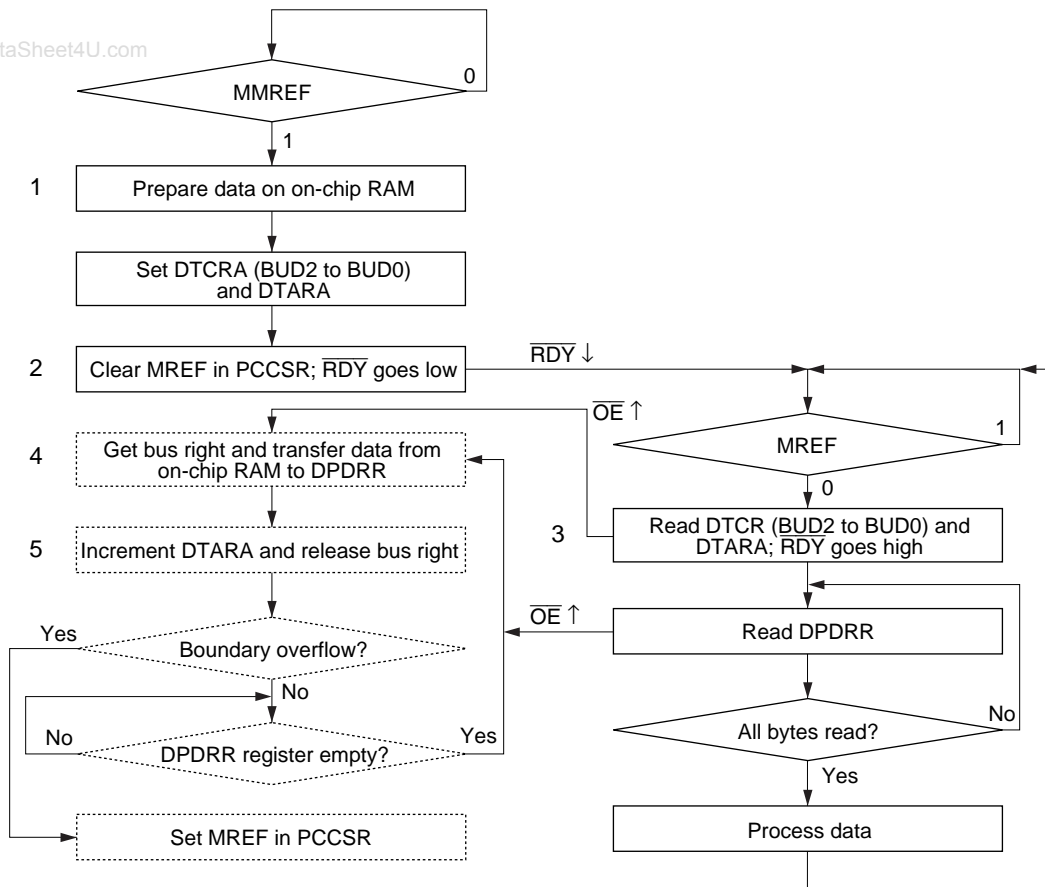 taSheet4U.com
MMREF
0
1
1
Prepare data on on-chip RAM
Set DTCRA (BUD2 to BUD0)
and DTARA
2
Clear MREF in PCCSR; RDY goes low
RDY ↓
OE ↑
MREF
1
0
4
Get bus right and transfer data from
on-chip RAM to DPDRR
3
Read DTCR (BUD2 to BUD0) and
DTARA; RDY goes high
5
Increment DTARA and release bus right
OE ↑
Read DPDRR
Yes
Boundary overflow?
No
No
DPDRR register empty?
Yes
All bytes read?
No
Yes
Set MREF in PCCSR
Process data